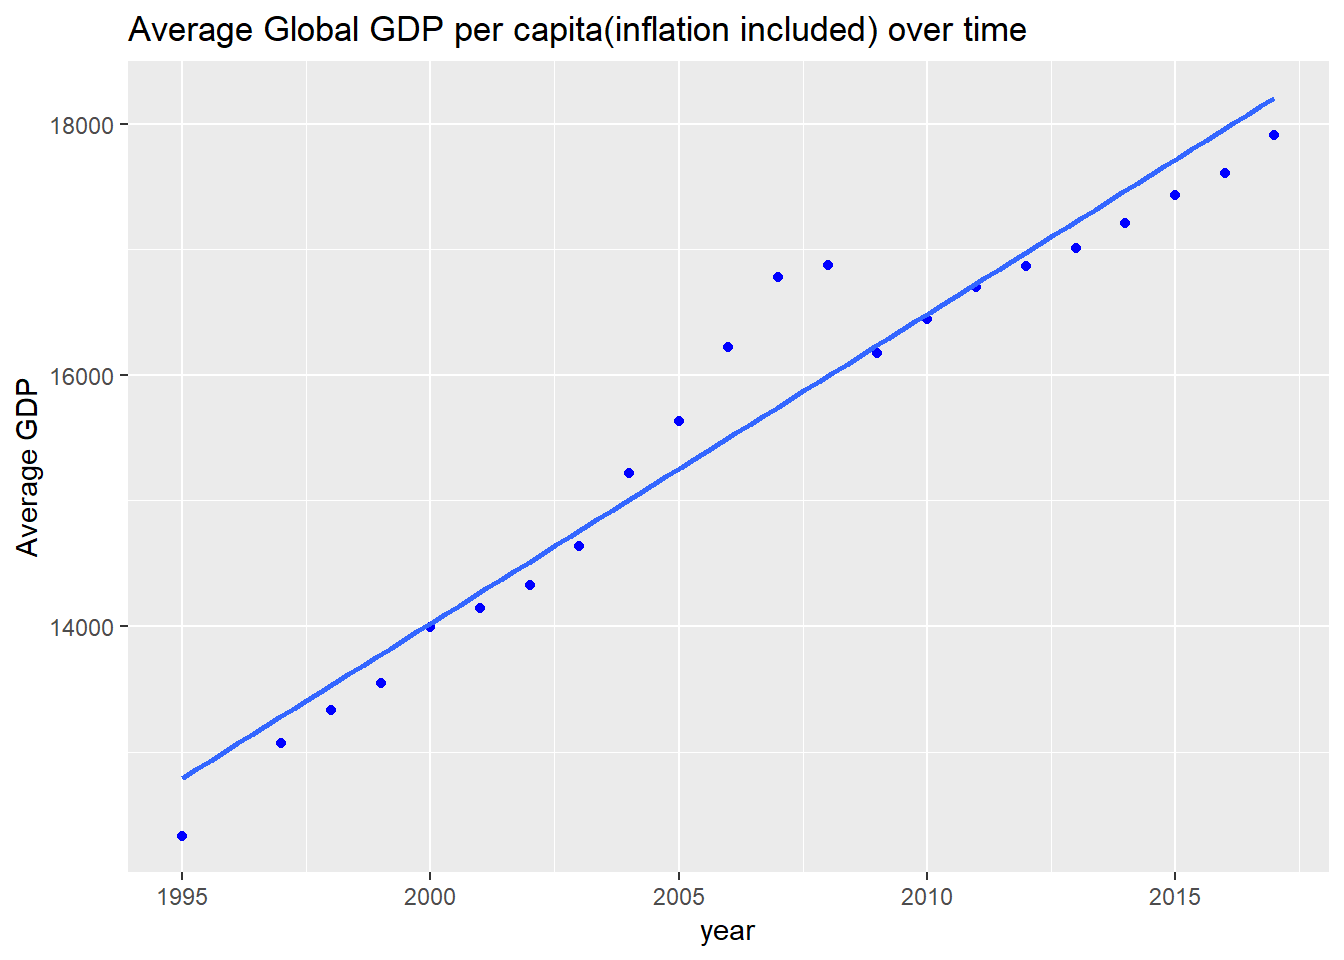 Average Global GDP per capita(inflation included) over time
18000
16000
14000
Average GDP
1995 2000 2005 2010 2015
year